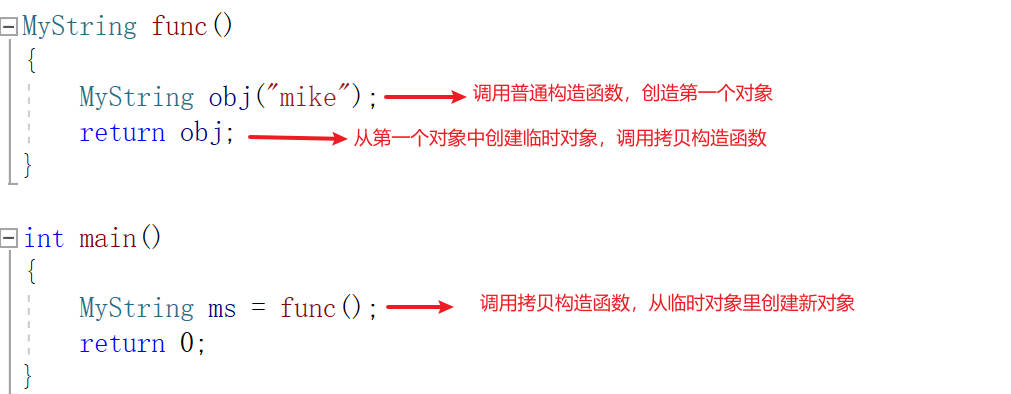 MyString func()
{
MyString obj("mike"); 调用普通构造函数，创造第一个对象
return obj; 从第一个对象中创建临时对象，调用拷贝构造函数
}
int main()
{
MyString ms = func(); 调用拷贝构造函数，从临时对象里创建新对象
return 0;
}